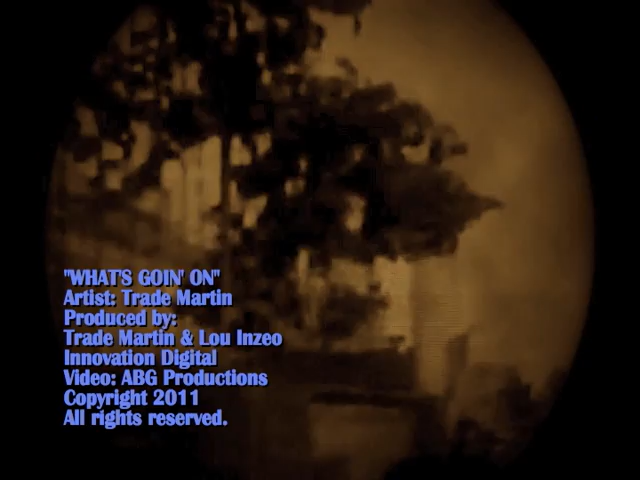 "WHAT'S GOIN' ON"
Artist: Trade Martin
Produced by:
Trade Martin & Lou Inzeo
Innovation Digital
Video: ABG Productions
Copyright 2011
All rights reserved.